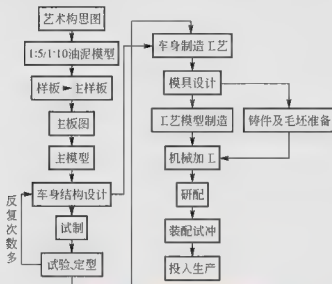 艺术构思图
1:5/1:10油泥模型
样板 主样板
主板图
主模型
车身结构设计
试制
试验、定型
反复次数多
车身制造工艺
模具设计
工艺模型制造
铸件及毛坯准备
机械加工
研配
装配试冲
投入生产